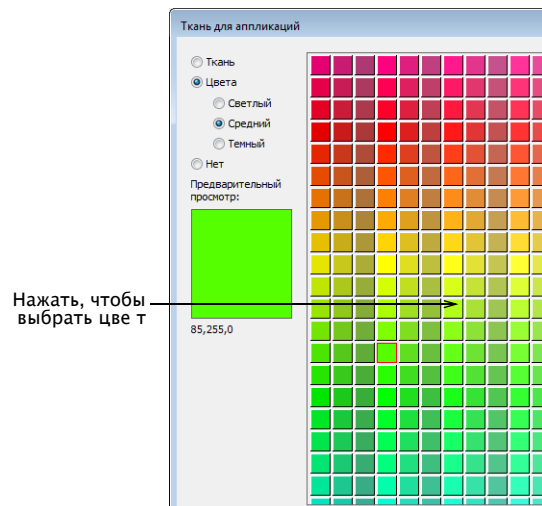 Ткань для аппликаций
Ткань
Цвета
Светлый
Средний
Темный
Нет
Предварительный
просмотр:
85,255,0
Нажать, чтобы
выбрать цве т